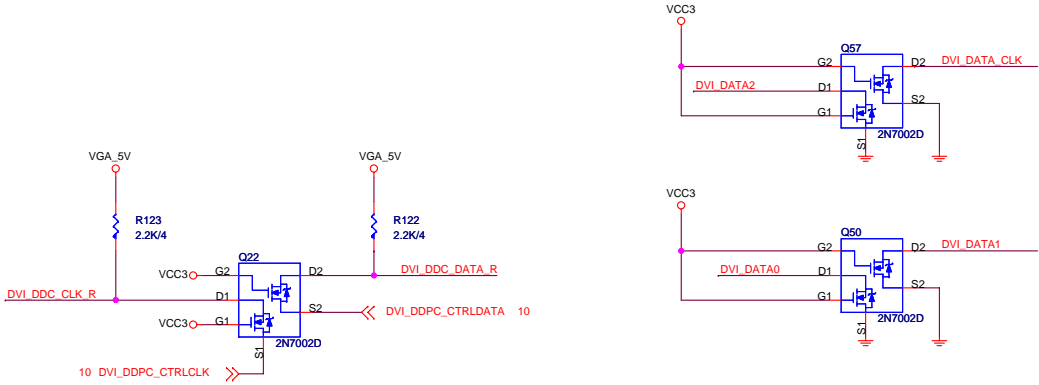 VCC3
Q57
G2
D2
DVI_DATA_CLK
DVI_DATA2
D1
S2
G1
2N7002D
S1
VGA_5V
VGA_5V
R123
2.2K/4
R122
2.2K/4
Q22
VCC3
G2
D2
DVI_DDC_DATA_R
DVI_DDC_CLK_R
D1
S2
DVI_DDPC_CTRLDATA 10
VCC3
G1
2N7002D
S1
10 DVI_DDPC_CTRLCLK
VCC3
Q50
G2
D2
DVI_DATA1
DVI_DATA0
D1
S2
G1
2N7002D
S1